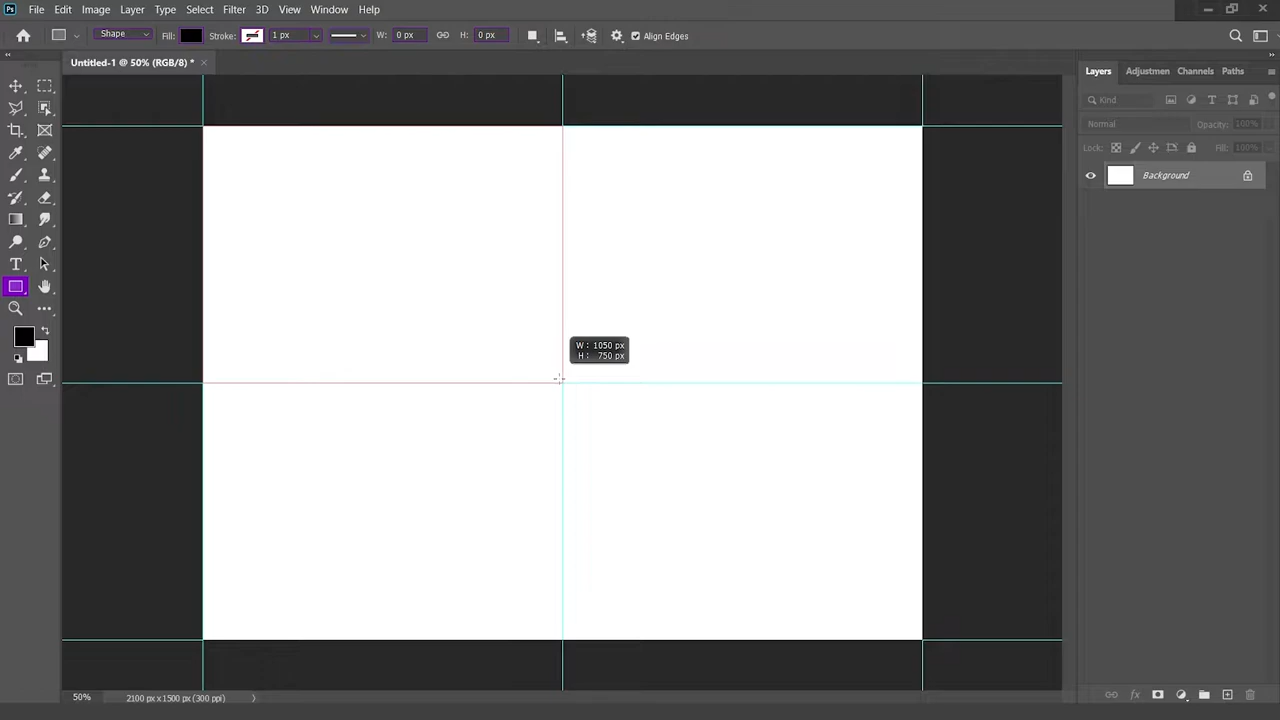 Ps File Edit Image Layer Type Select Filter 3D View Window Help
Shape Fill: Stroke: 1 px W: 0 px H: 0 px Align Edges
Untitled-1 @ 50% (RGB/8) * ×
Layers Adjustmen Channels Paths
Kind
Normal Opacity: 100%
Lock: Fill: 100%
Background
W: 1050 px
H: 750 px
50% 2100 px x 1500 px (300 ppi)